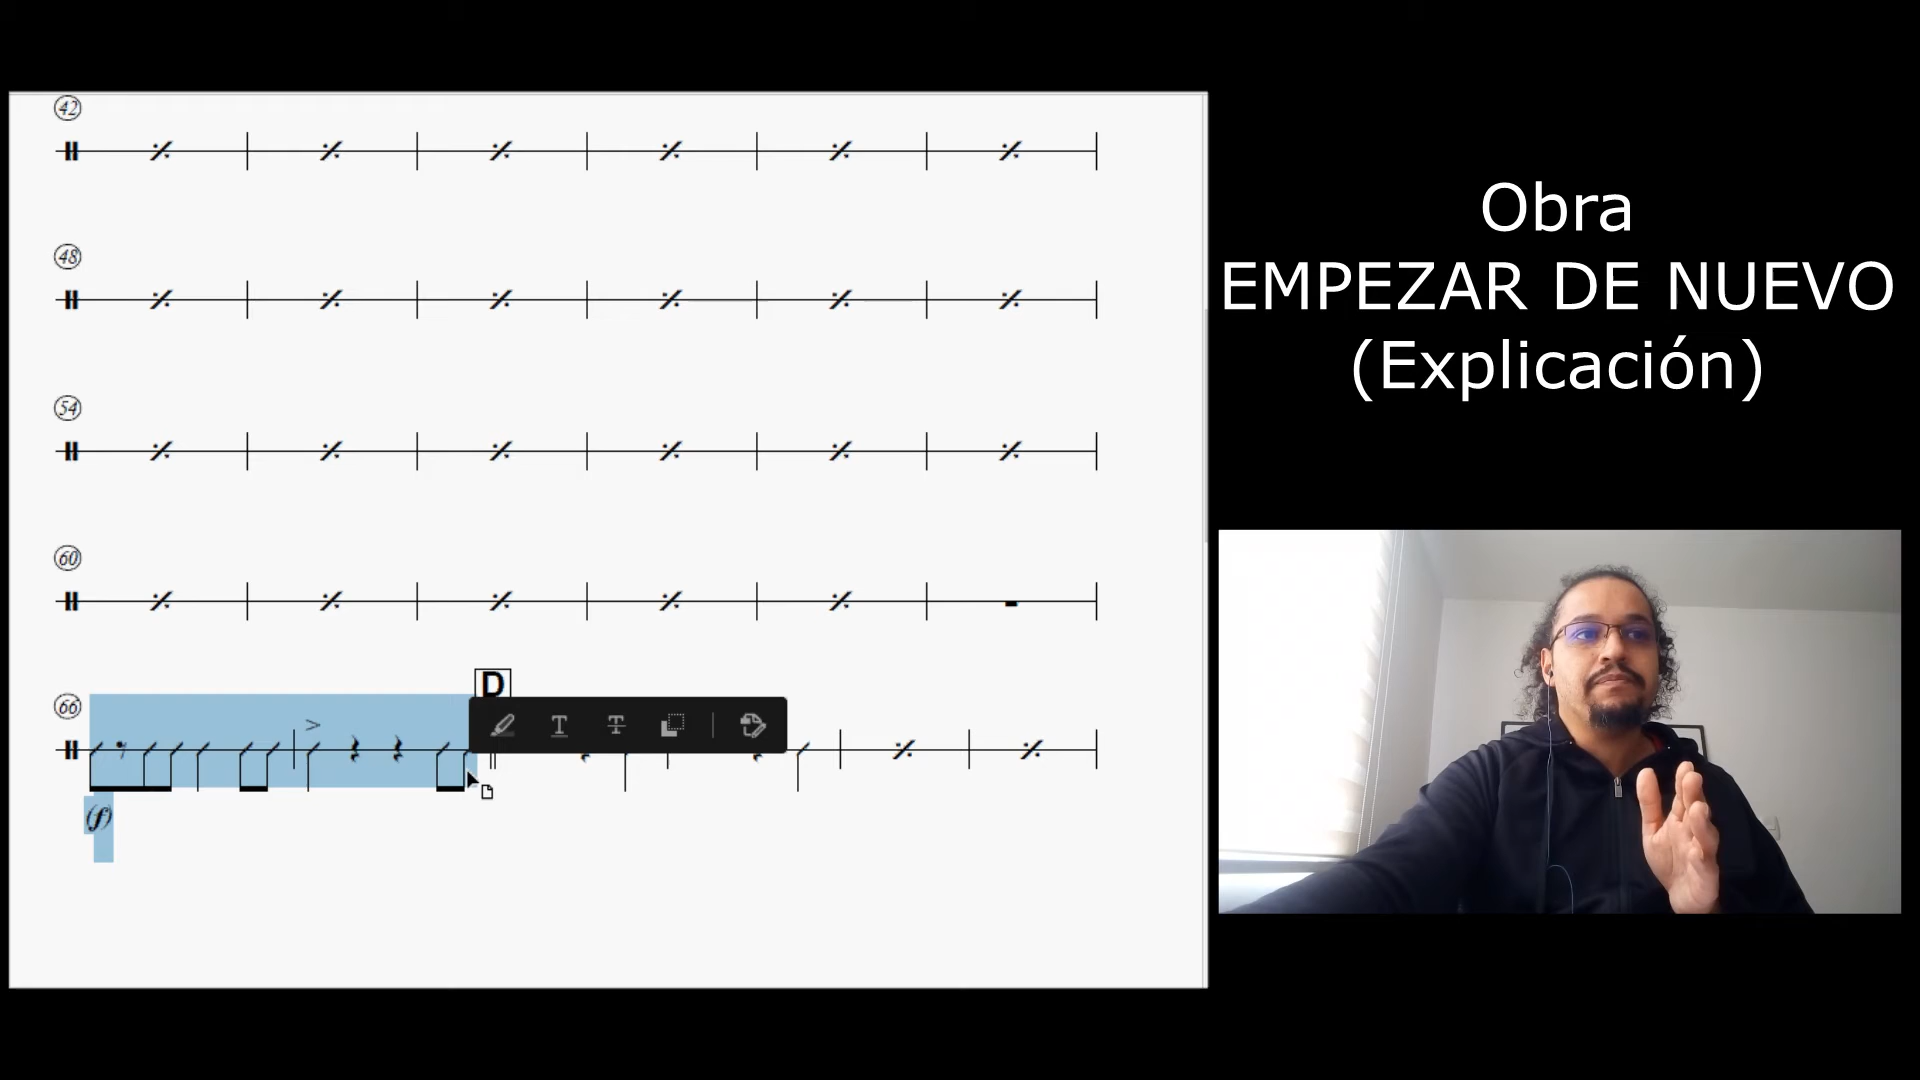 42
48
54
60
D
66
(f)
Obra
EMPEZAR DE NUEVO
(Explicación)